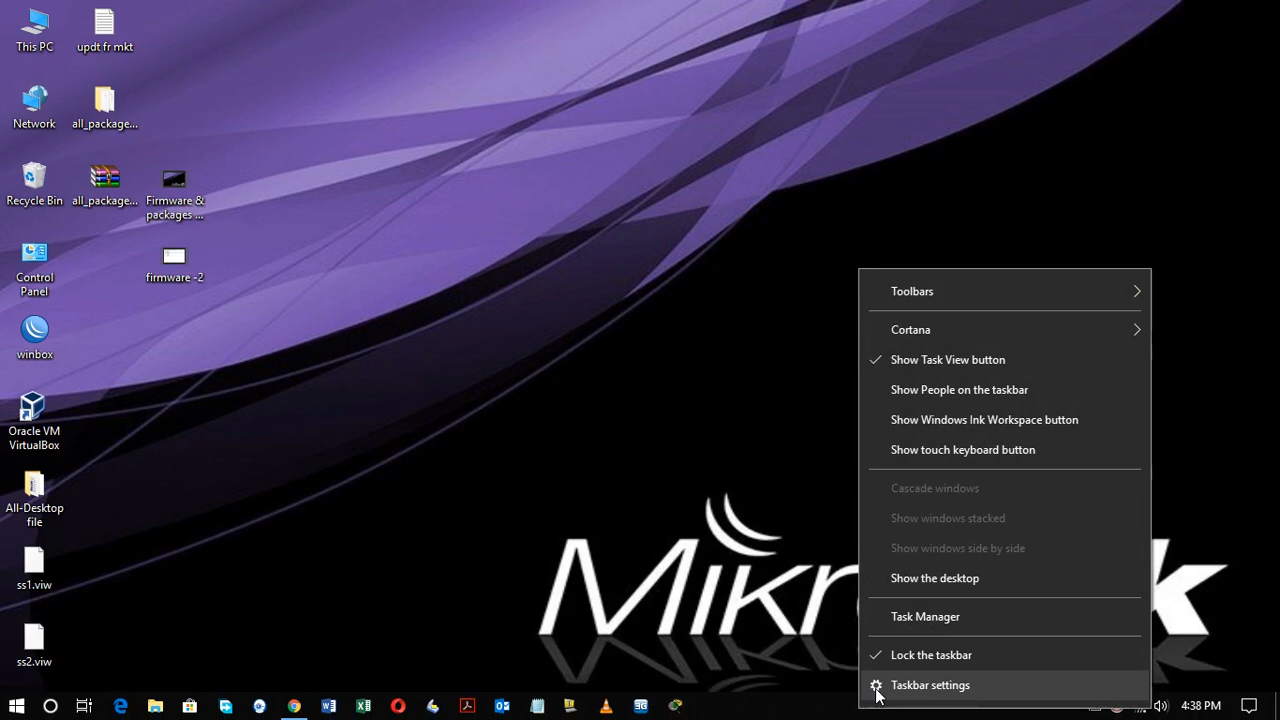 This PC
updt fr mkt
Network
all_package...
Recycle Bin
all_package...
Firmware &
packages ...
Control
Panel
firmware -2
winbox
Oracle VM
VirtualBox
All-Desktop
file
ss1.viw
ss2.viw
Toolbars
Cortana
Show Task View button
Show People on the taskbar
Show Windows Ink Workspace button
Show touch keyboard button
Cascade windows
Show windows stacked
Show windows side by side
Show the desktop
Task Manager
Lock the taskbar
Taskbar settings
4:38 PM